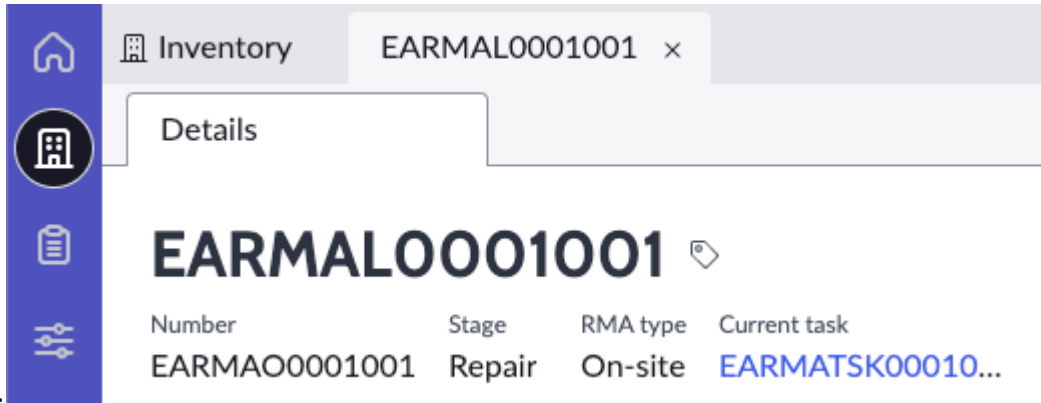 Inventory EARMAL0001001 ×
Details
EARMAL0001001
Number Stage RMA type Current task
EARMAO0001001 Repair On-site EARMATSK00010...